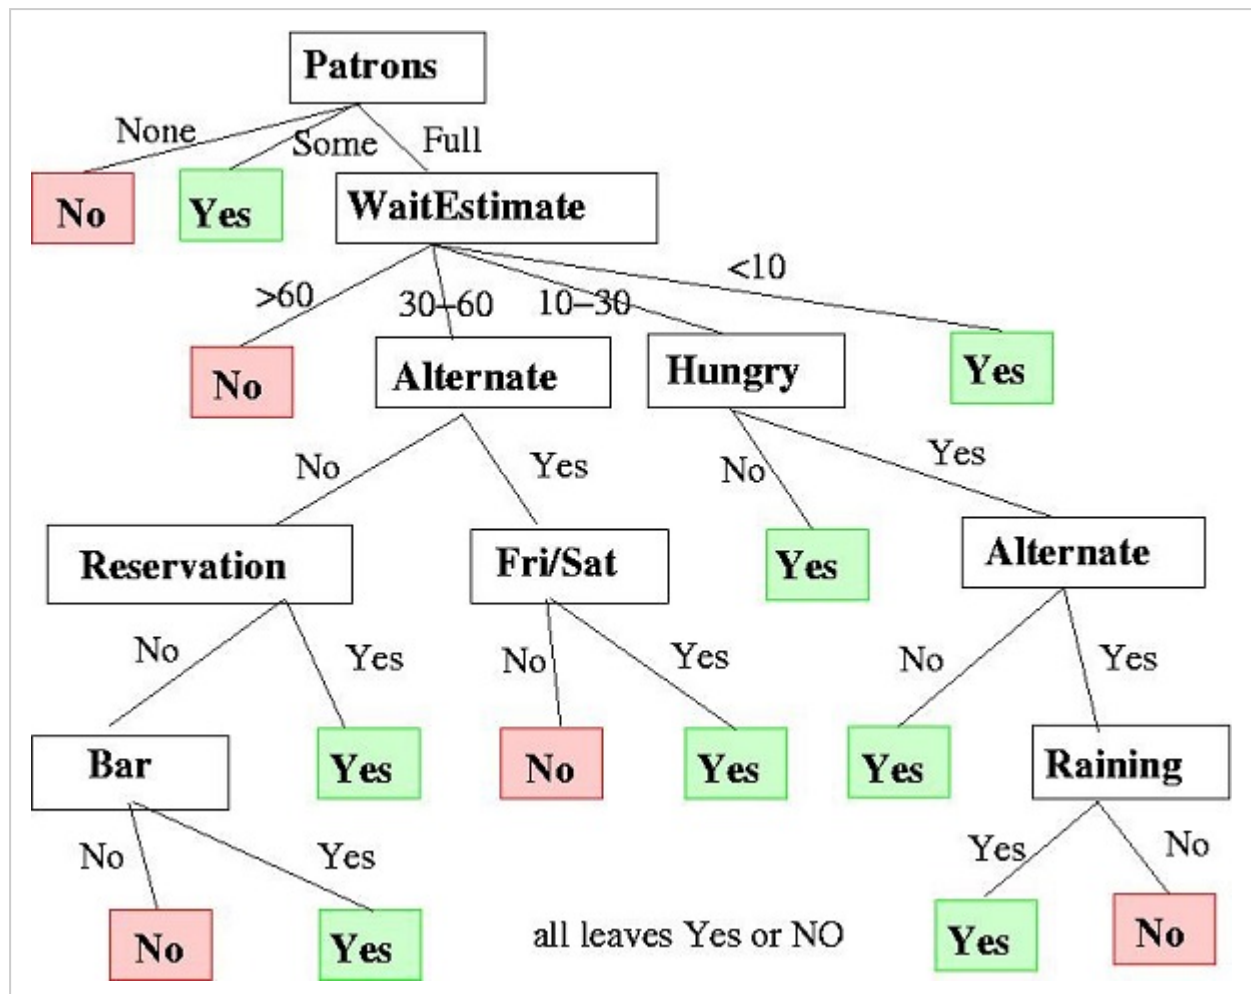 Patrons
None
Some
Full
No
Yes
WaitEstimate
>60
30–60
10–30
<10
No
Alternate
Hungry
Yes
No
Yes
No
Yes
Reservation
Fri/Sat
Yes
Alternate
No
Yes
No
Yes
No
Yes
Bar
Yes
No
Yes
Yes
Raining
No
Yes
Yes
No
No
Yes
all leaves Yes or NO
Yes
No